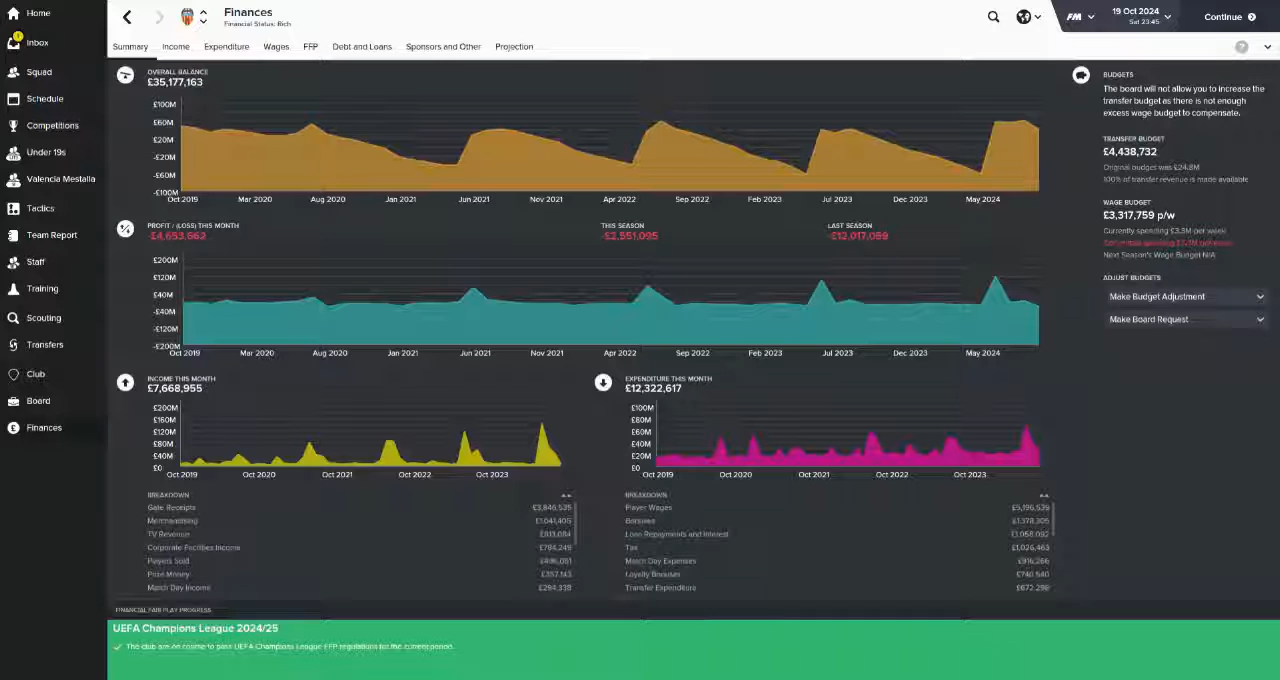 Home
Inbox
Squad
Schedule
Competitions
Under 19s
Valencia Mestalla
Tactics
Team Report
Staff
Training
Scouting
Transfers
Club
Board
Finances
Finances
Financial Status: Rich
FM
19 Oct 2024
Sat 23:45
Continue
Summary Income Expenditure Wages FFP Debt and Loans Sponsors and Other Projection
OVERALL BALANCE
£35,177,163
£100M
£60M
£20M
-£20M
-£60M
-£100M
Oct 2019 Mar 2020 Aug 2020 Jan 2021 Jun 2021 Nov 2021 Apr 2022 Sep 2022 Feb 2023 Jul 2023 Dec 2023 May 2024
PROFIT / (LOSS) THIS MONTH
-£4,653,662
THIS SEASON
-£2,551,095
LAST SEASON
-£12,017,059
£200M
£120M
£40M
-£40M
-£120M
-£200M
Oct 2019 Mar 2020 Aug 2020 Jan 2021 Jun 2021 Nov 2021 Apr 2022 Sep 2022 Feb 2023 Jul 2023 Dec 2023 May 2024
INCOME THIS MONTH
£7,668,955
£200M
£160M
£120M
£80M
£40M
£0
Oct 2019 Oct 2020 Oct 2021 Oct 2022 Oct 2023
BREAKDOWN
Gate Receipts £3,846,535
Merchandising £1,041,405
TV Revenue £813,084
Corporate Facilities Income £784,249
Players Sold
Prize Money £357,143
Match Day Income £294,338
EXPENDITURE THIS MONTH
£12,322,617
£100M
£80M
£60M
£40M
£20M
£0
Oct 2019 Oct 2020 Oct 2021 Oct 2022 Oct 2023
BREAKDOWN
Player Wages £5,196,539
Bonuses £1,378,305
Loan Repayments and Interest £1,058,092
Tax £1,026,463
Match Day Expenses £916,266
Loyalty Bonuses £740,540
Transfer Expenditure £672,298
BUDGETS
The board will not allow you to increase the
transfer budget as there is not enough
excess wage budget to compensate.
TRANSFER BUDGET
£4,438,732
Original budget was £24.8M
100% of transfer revenue is made available
WAGE BUDGET
£3,317,759 p/w
Currently spending £3.3M per week
Committed spending per week
Next Season's Wage Budget N/A
ADJUST BUDGETS
Make Budget Adjustment
Make Board Request
FINANCIAL FAIR PLAY PROGRESS
UEFA Champions League 2024/25
The club are on course to pass UEFA Champions League FFP regulations for the current period.